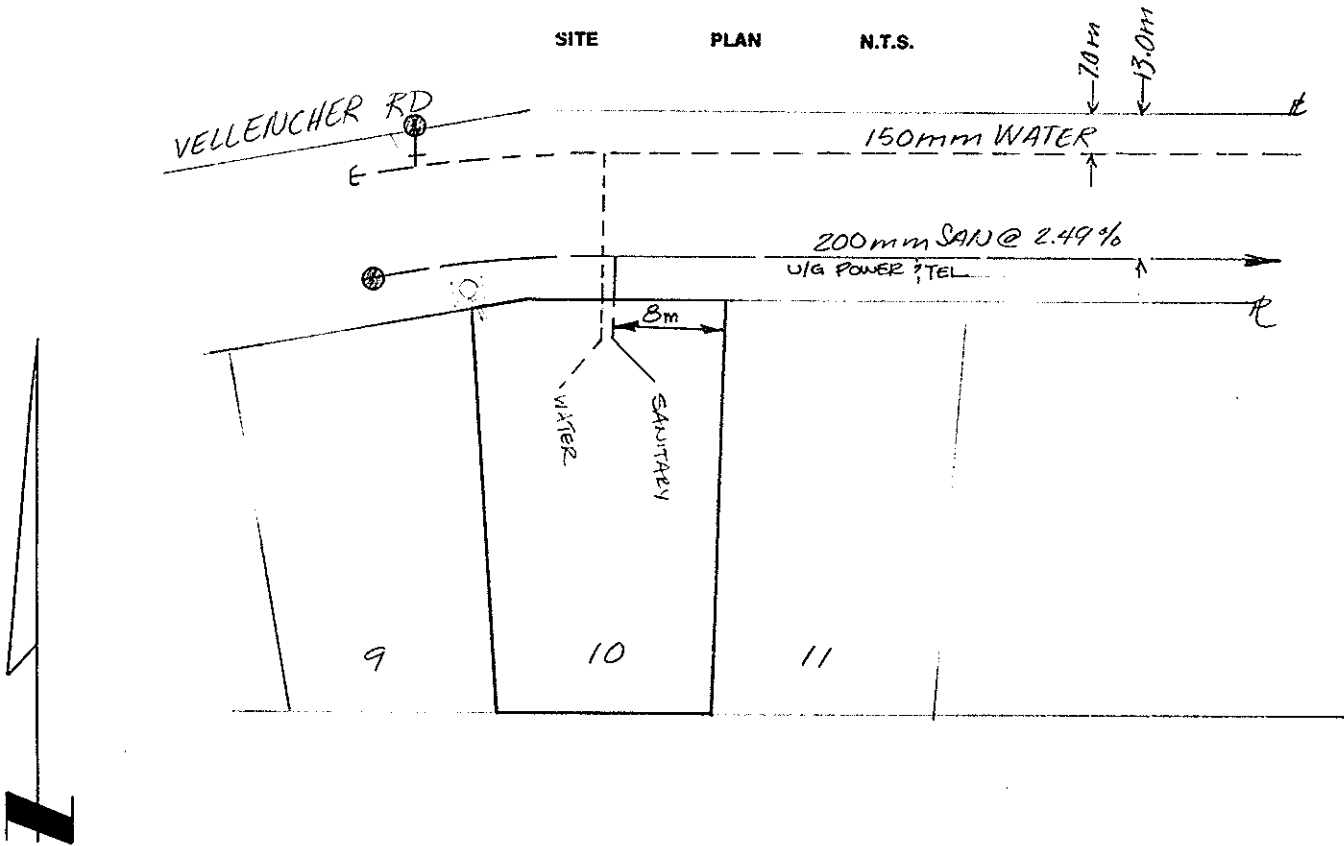 SITE PLAN N.T.S.
7.0m
13.0m
VELLENCHER RD
150mm WATER
200mm SAN @ 2.49%
U/G POWER & TEL
8m
WATER
SANITARY
9
10
11